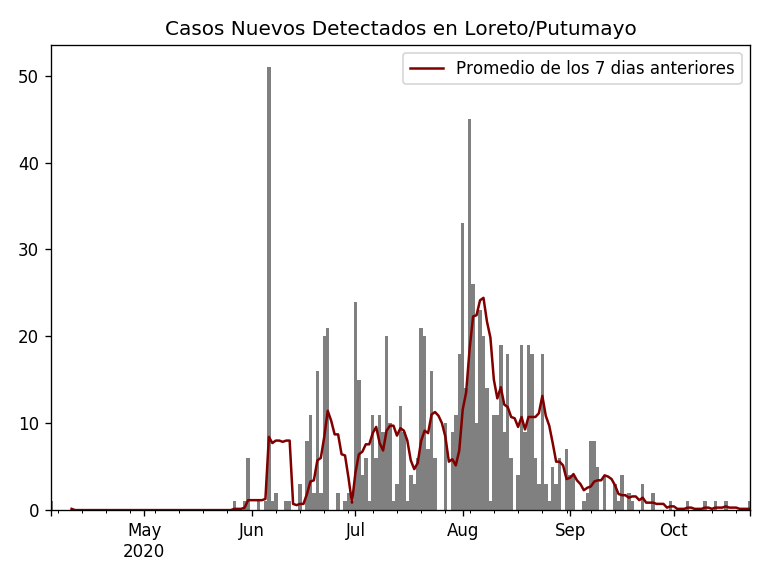 Casos Nuevos Detectados en Loreto/Putumayo
Promedio de los 7 dias anteriores
50
40
30
20
10
0
May
2020
Jun
Jul
Aug
Sep
Oct